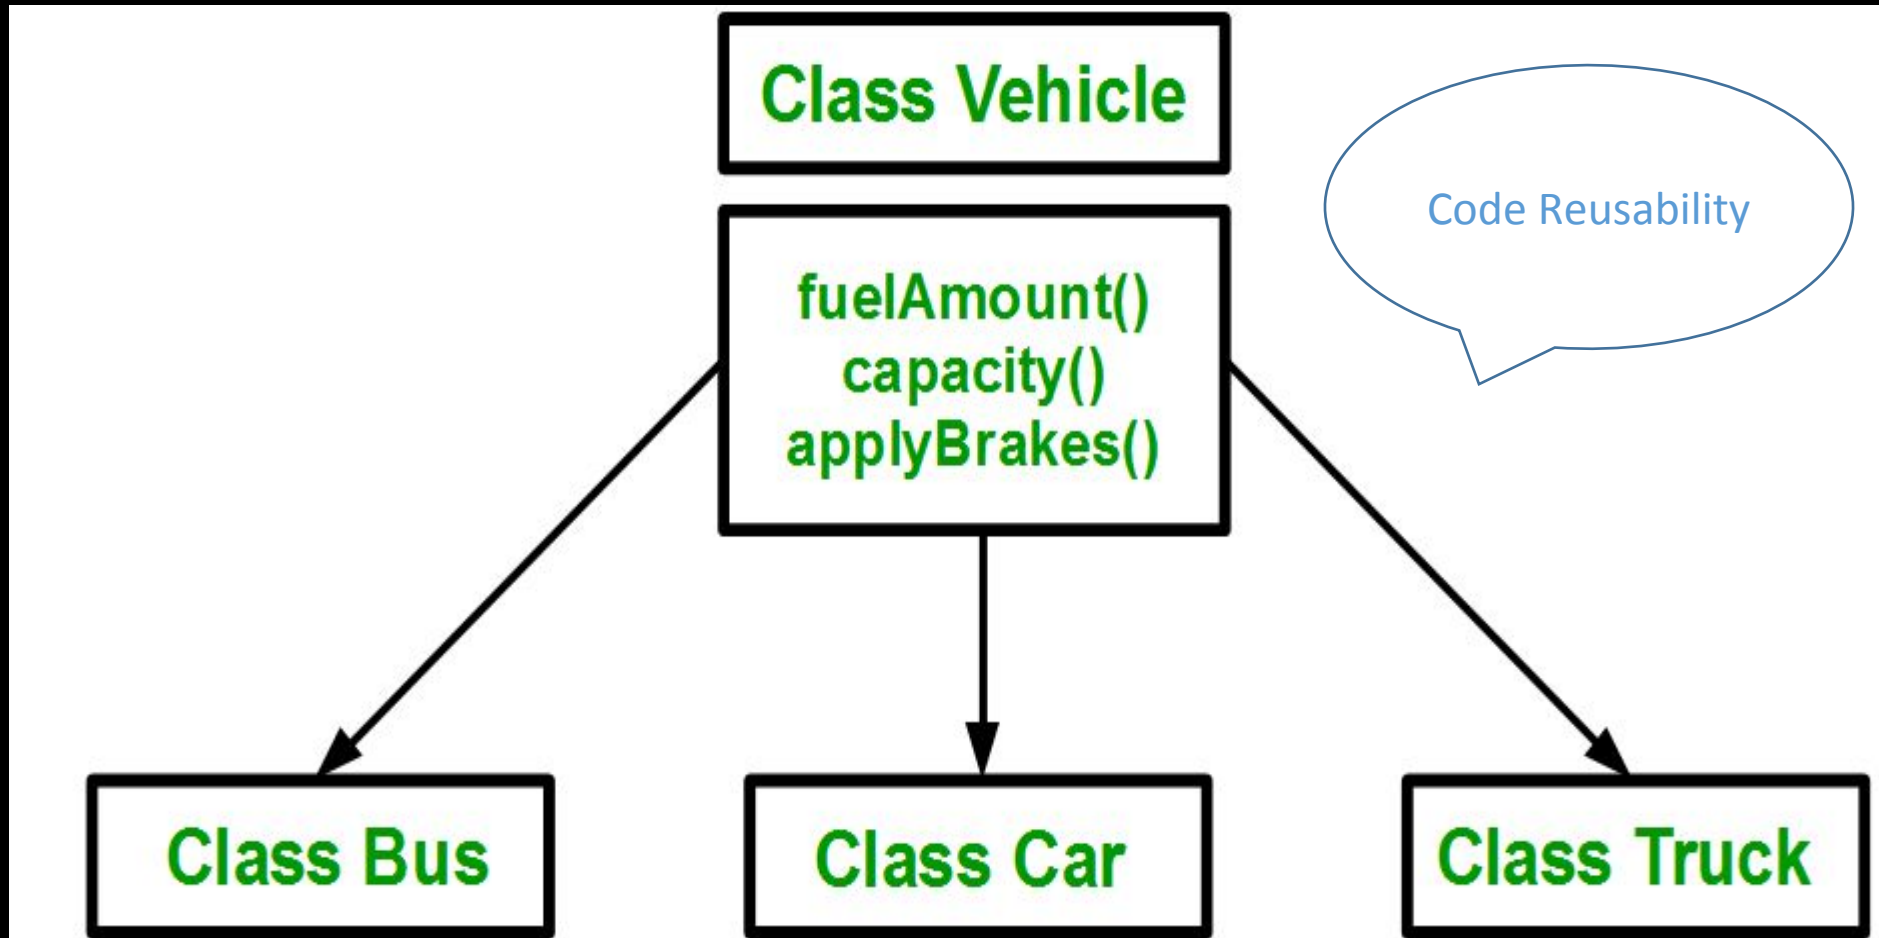 Class Vehicle
Code Reusability
fuelAmount()
capacity()
applyBrakes()
Class Bus
Class Car
Class Truck